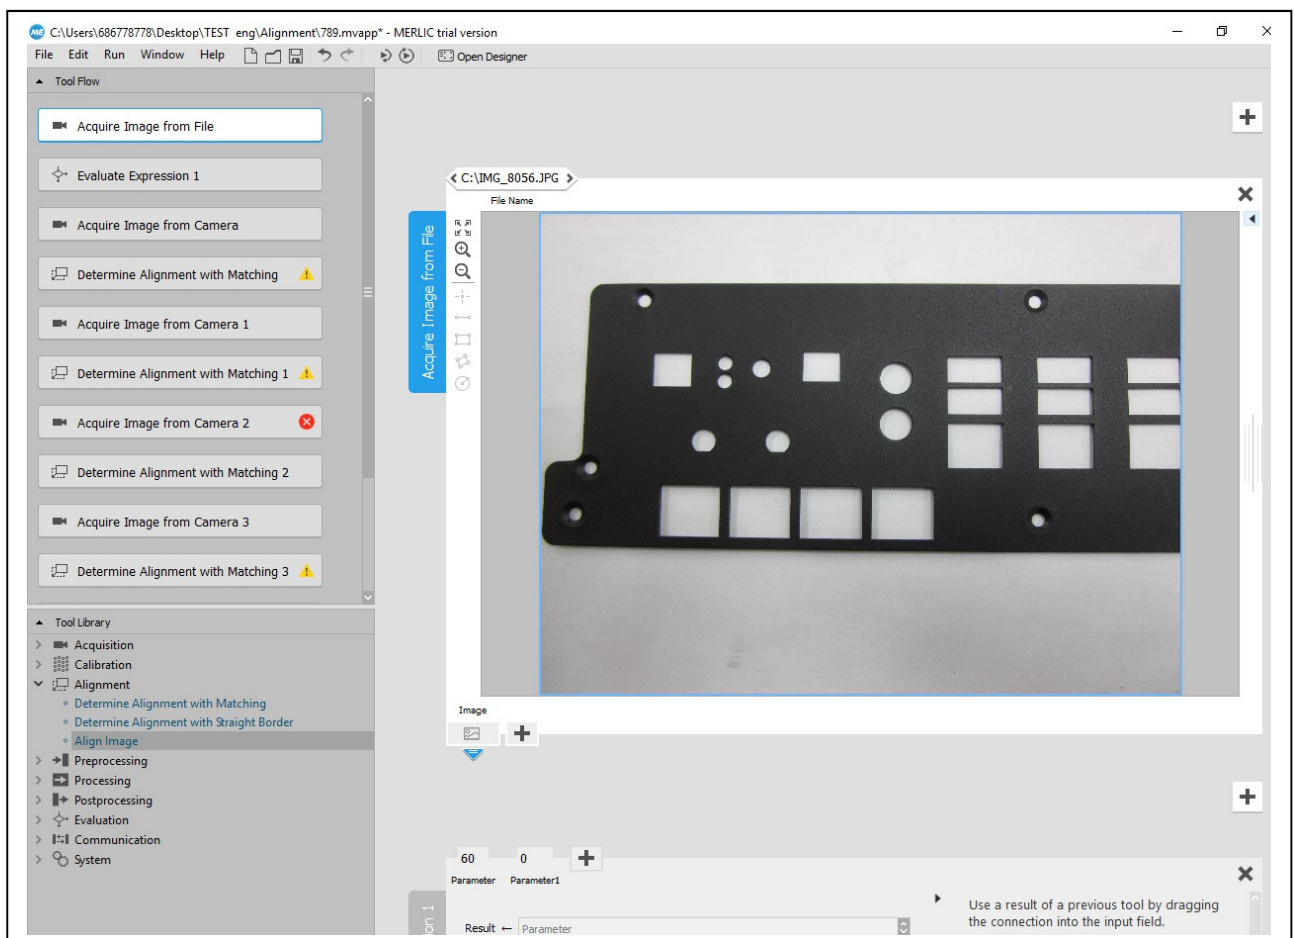 C:\Users\686778778\Desktop\TEST eng\Alignment\789.mvapp* - MERLIC trial version
File Edit Run Window Help Open Designer
Tool Flow
Acquire Image from File
Evaluate Expression 1
Acquire Image from Camera
Determine Alignment with Matching
Acquire Image from Camera 1
Determine Alignment with Matching 1
Acquire Image from Camera 2
Determine Alignment with Matching 2
Acquire Image from Camera 3
Determine Alignment with Matching 3
Tool Library
Acquisition
Calibration
Alignment
Determine Alignment with Matching
Determine Alignment with Straight Border
Align Image
Preprocessing
Processing
Postprocessing
Evaluation
Communication
System
C:\IMG_8056.JPG
File Name
Acquire Image from File
Image
60 0
Parameter Parameter1
Result ← Parameter
Use a result of a previous tool by dragging
the connection into the input field.